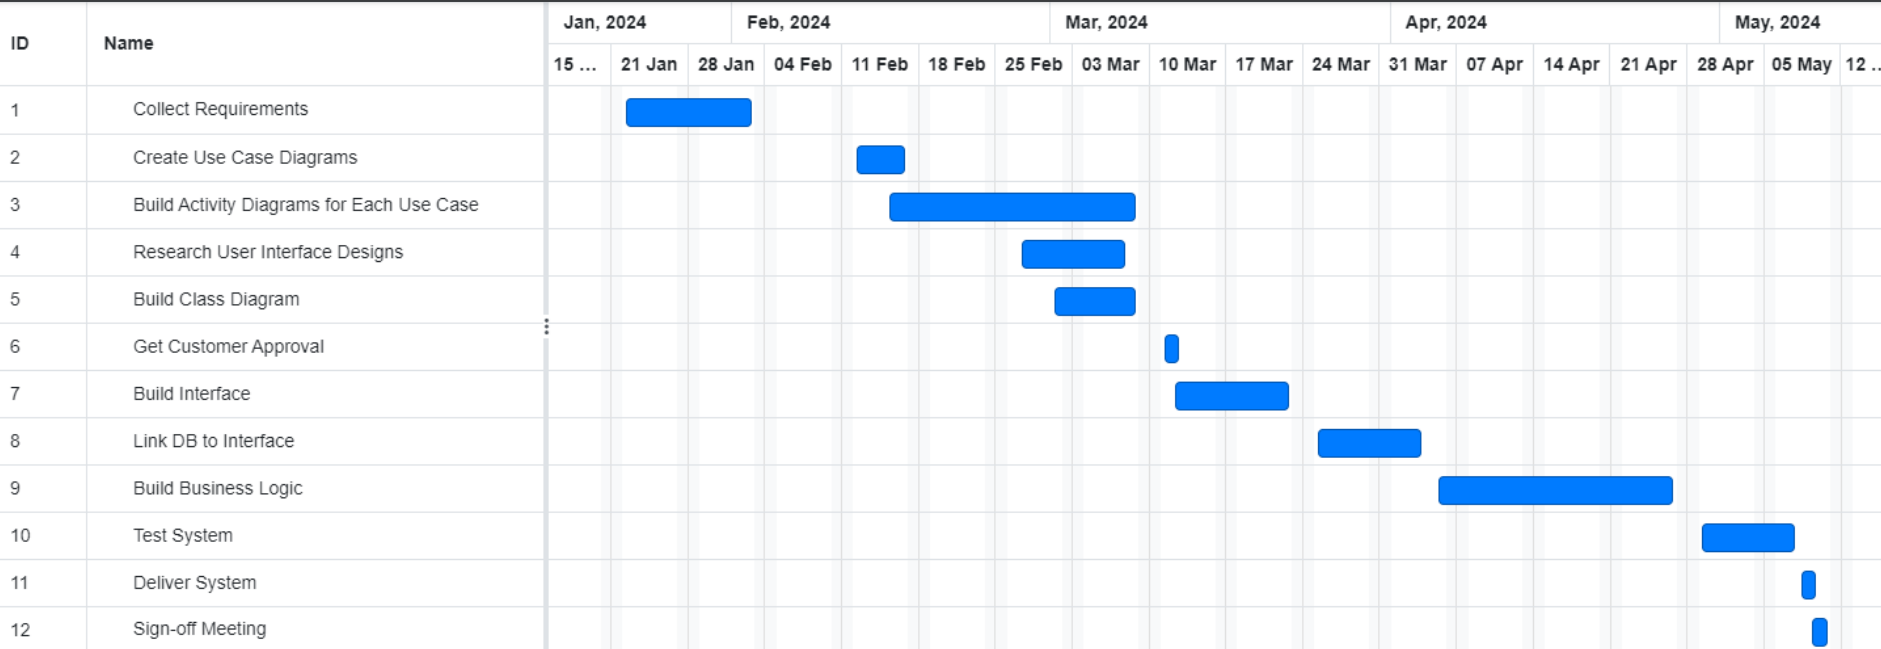 Jan, 2024 Feb, 2024 Mar, 2024 Apr, 2024 May, 2024
ID Name
15 ... 21 Jan 28 Jan 04 Feb 11 Feb 18 Feb 25 Feb 03 Mar 10 Mar 17 Mar 24 Mar 31 Mar 07 Apr 14 Apr 21 Apr 28 Apr 05 May 12 ..
1 Collect Requirements
2 Create Use Case Diagrams
3 Build Activity Diagrams for Each Use Case
4 Research User Interface Designs
5 Build Class Diagram
6 Get Customer Approval
7 Build Interface
8 Link DB to Interface
9 Build Business Logic
10 Test System
11 Deliver System
12 Sign-off Meeting